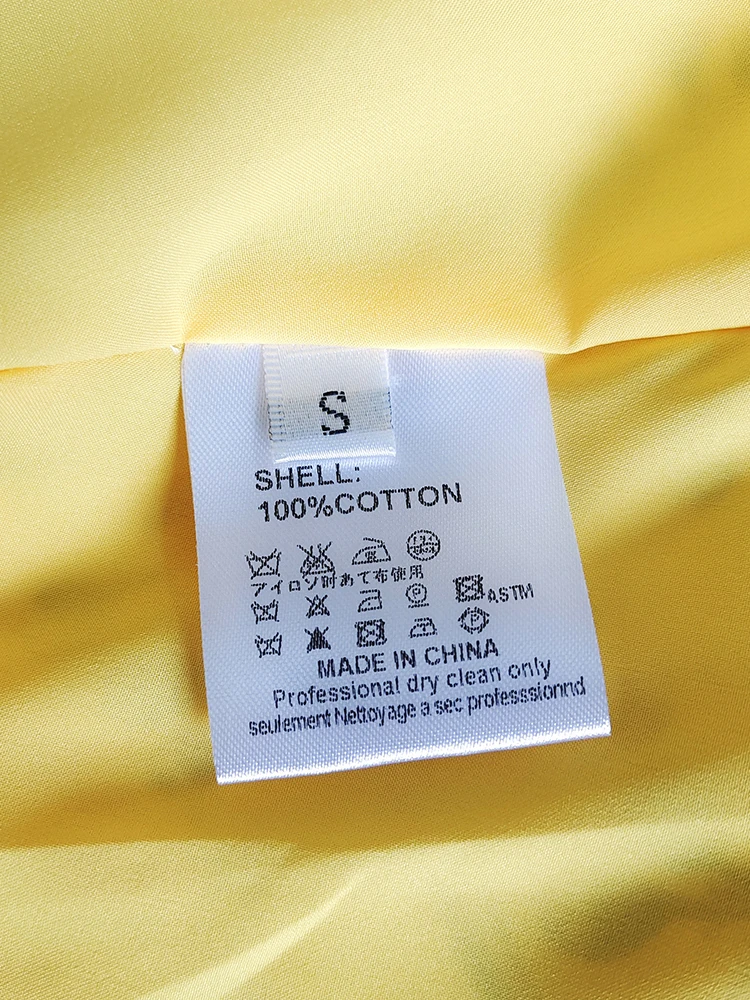 S
SHELL:
100%COTTON
アイロン耐あて布使用
ASTM
MADE IN CHINA
Professional dry clean only
seulement Nettoyage a sec professsionnd